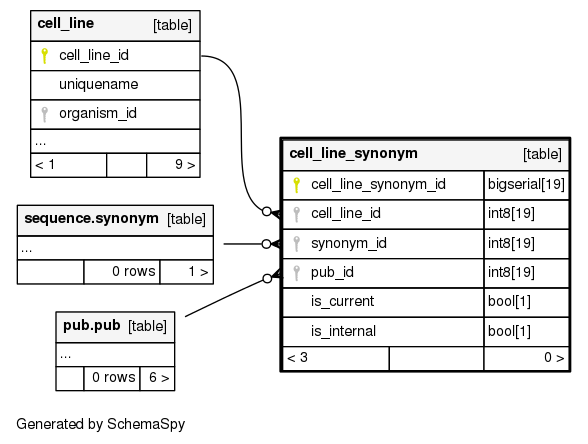 cell_line [table]
cell_line_id
uniquename
organism_id
...
< 1 9 >
sequence.synonym [table]
...
0 rows 1 >
pub.pub [table]
...
0 rows 6 >
cell_line_synonym [table]
cell_line_synonym_id bigserial[19]
cell_line_id int8[19]
synonym_id int8[19]
pub_id int8[19]
is_current bool[1]
is_internal bool[1]
< 3 0 >
Generated by SchemaSpy